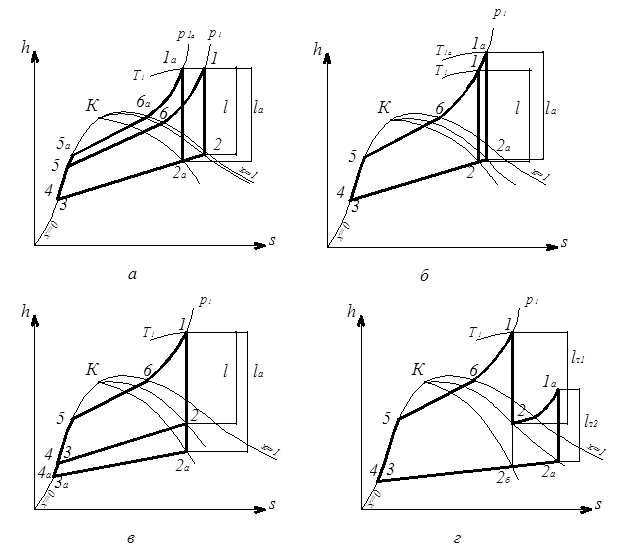 h
p₁ₐ p₁
1ₐ 1
T₁
K
6ₐ 6
l lₐ
5ₐ
5
2
2ₐ
4
3
x=0
x=1
s
а
h
p₁
1ₐ
T₁ₐ
T₁
1
K
6
l lₐ
5
2ₐ
2
4
3
x=0
x=1
s
б
h
p₁
T₁ 1
K
6
l lₐ
5
2
4
3
4ₐ
3ₐ
2ₐ
x=0
x=1
s
в
h
p₁
T₁ 1
K
6
lₜ₁
1ₐ
5
2
lₜ₂
4 3
2в 2ₐ
x=0
x=1
s
г